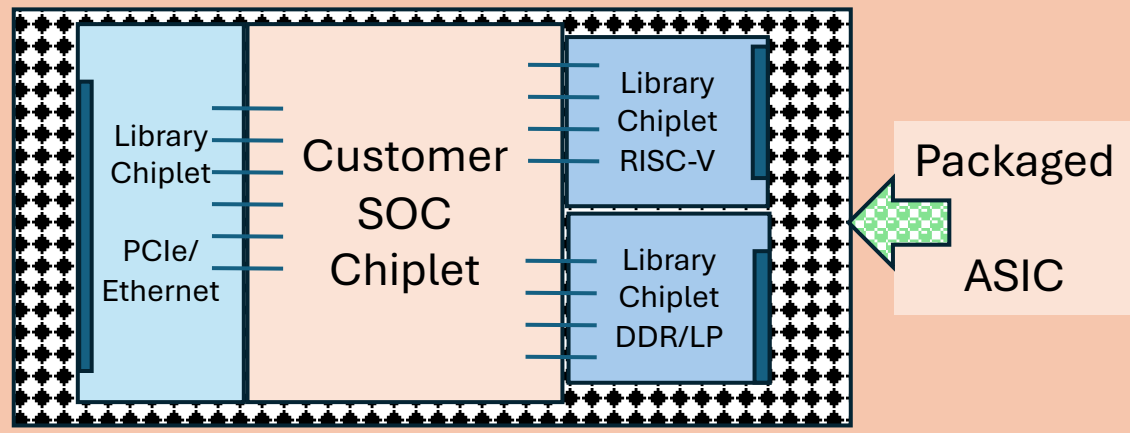 Library
Chiplet
PCIe/
Ethernet
Customer
SOC
Chiplet
Library
Chiplet
RISC-V
Library
Chiplet
DDR/LP
Packaged
ASIC